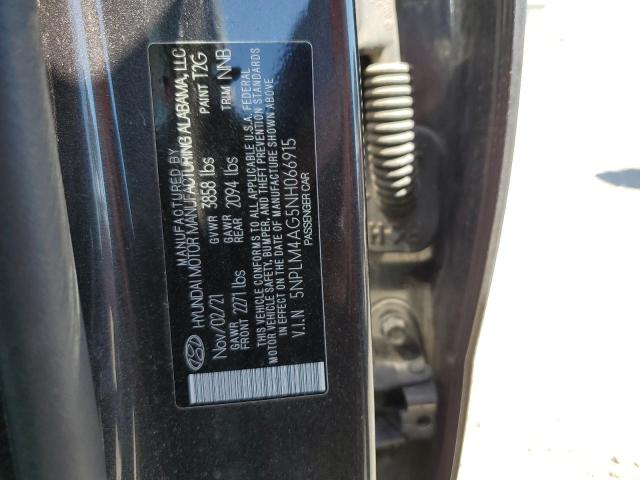 MANUFACTURED BY
HYUNDAI MOTOR MANUFACTURING ALABAMA, LLC
Nov/02/21 GVWR 3858 lbs PAINT T2G
GAWR FRONT 2271 lbs GAWR REAR 2094 lbs TRIM NNB
THIS VEHICLE CONFORMS TO ALL APPLICABLE U.S.A. FEDERAL
MOTOR VEHICLE SAFETY, BUMPER, AND THEFT PREVENTION STANDARDS
IN EFFECT ON THE DATE OF MANUFACTURE SHOWN ABOVE
V.I.N 5NPLM4AG5NH066915
PASSENGER CAR